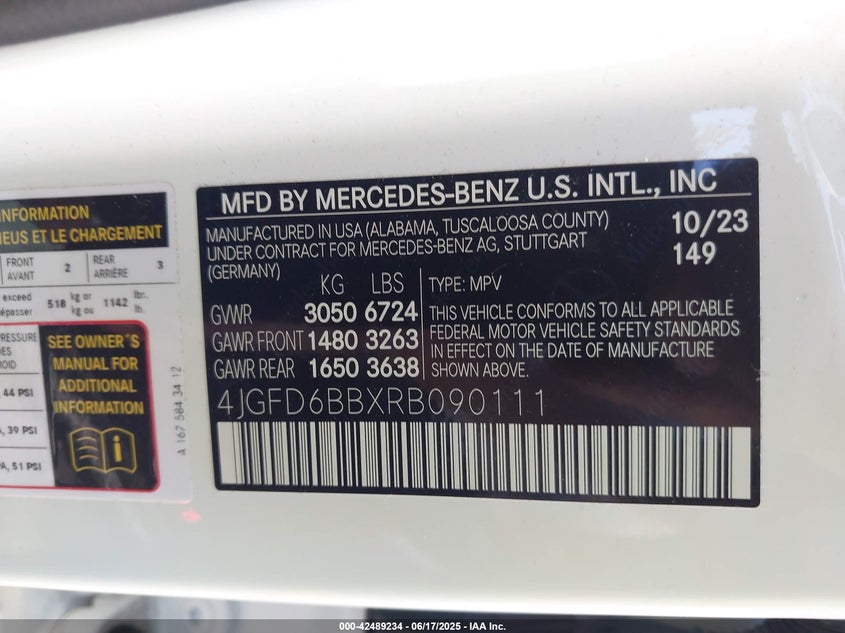 INFORMATION
EUS ET LE CHARGEMENT
FRONT
AVANT 2 REAR
ARRIÈRE 3
exceed 518 kg or 1142 lbs.
kg ou lb.
PRESSURE
44 PSI
39 PSI
PA, 51 PSI
SEE OWNER'S
MANUAL FOR
ADDITIONAL
INFORMATION
A 167 584 34 12
MFD BY MERCEDES-BENZ U.S. INTL., INC
MANUFACTURED IN USA (ALABAMA, TUSCALOOSA COUNTY)
UNDER CONTRACT FOR MERCEDES-BENZ AG, STUTTGART
(GERMANY)
10/23
149
KG LBS
GVWR 3050 6724
GAWR FRONT 1480 3263
GAWR REAR 1650 3638
TYPE: MPV
THIS VEHICLE CONFORMS TO ALL APPLICABLE
FEDERAL MOTOR VEHICLE SAFETY STANDARDS
IN EFFECT ON THE DATE OF MANUFACTURE
SHOWN ABOVE.
4JGFD6BBXRB090111
000-42489234 - 06/17/2025 - IAA Inc.